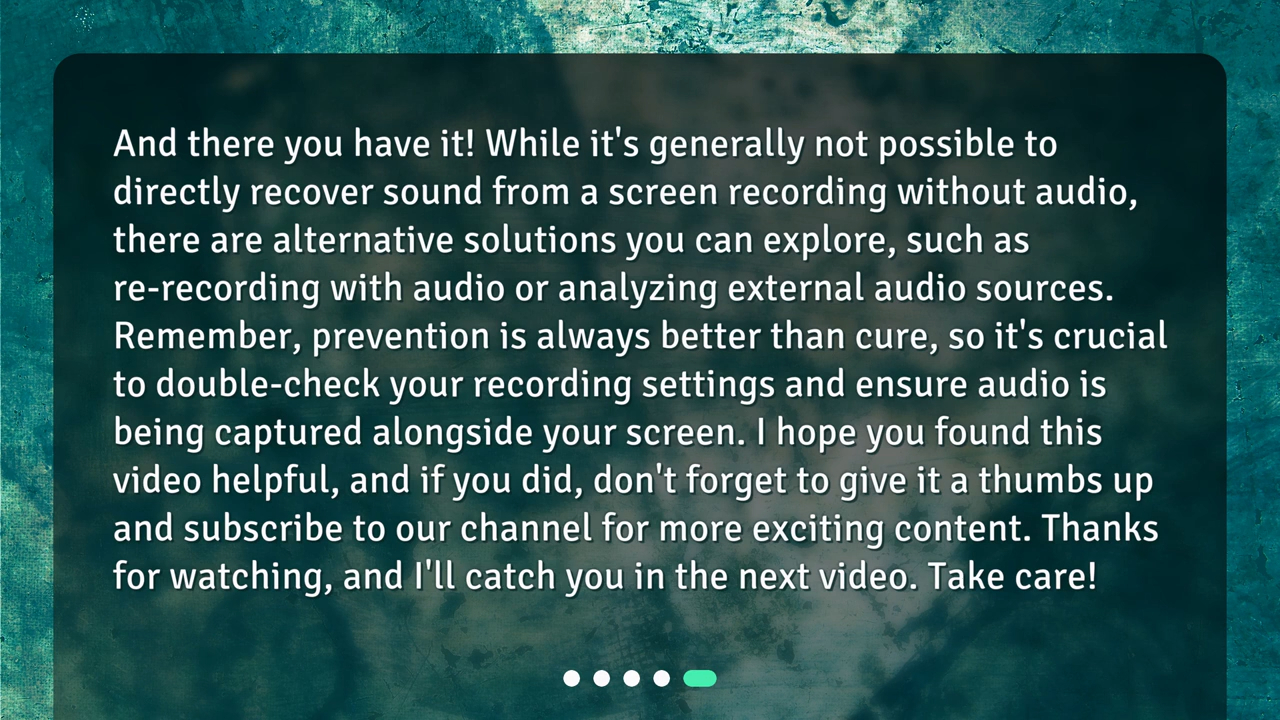 And there you have it! While it's generally not possible to
directly recover sound from a screen recording without audio,
there are alternative solutions you can explore, such as
re-recording with audio or analyzing external audio sources.
Remember, prevention is always better than cure, so it's crucial
to double-check your recording settings and ensure audio is
being captured alongside your screen. I hope you found this
video helpful, and if you did, don't forget to give it a thumbs up
and subscribe to our channel for more exciting content. Thanks
for watching, and I'll catch you in the next video. Take care!